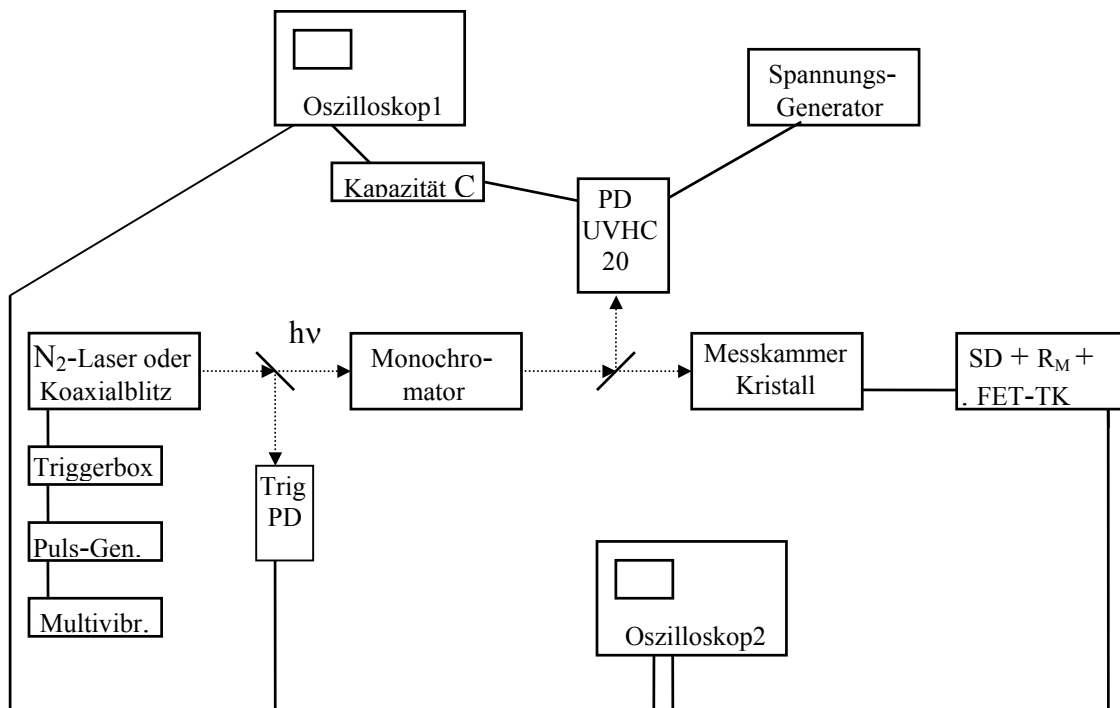 Oszilloskop1
Spannungs-
Generator
Kapazität C
PD
UVHC
20
hν
N₂-Laser oder
Koaxialblitz
Monochro-
mator
Messkammer
Kristall
SD + R_M +
. FET-TK
Triggerbox
Trig
PD
Puls-Gen.
Multivibr.
Oszilloskop2